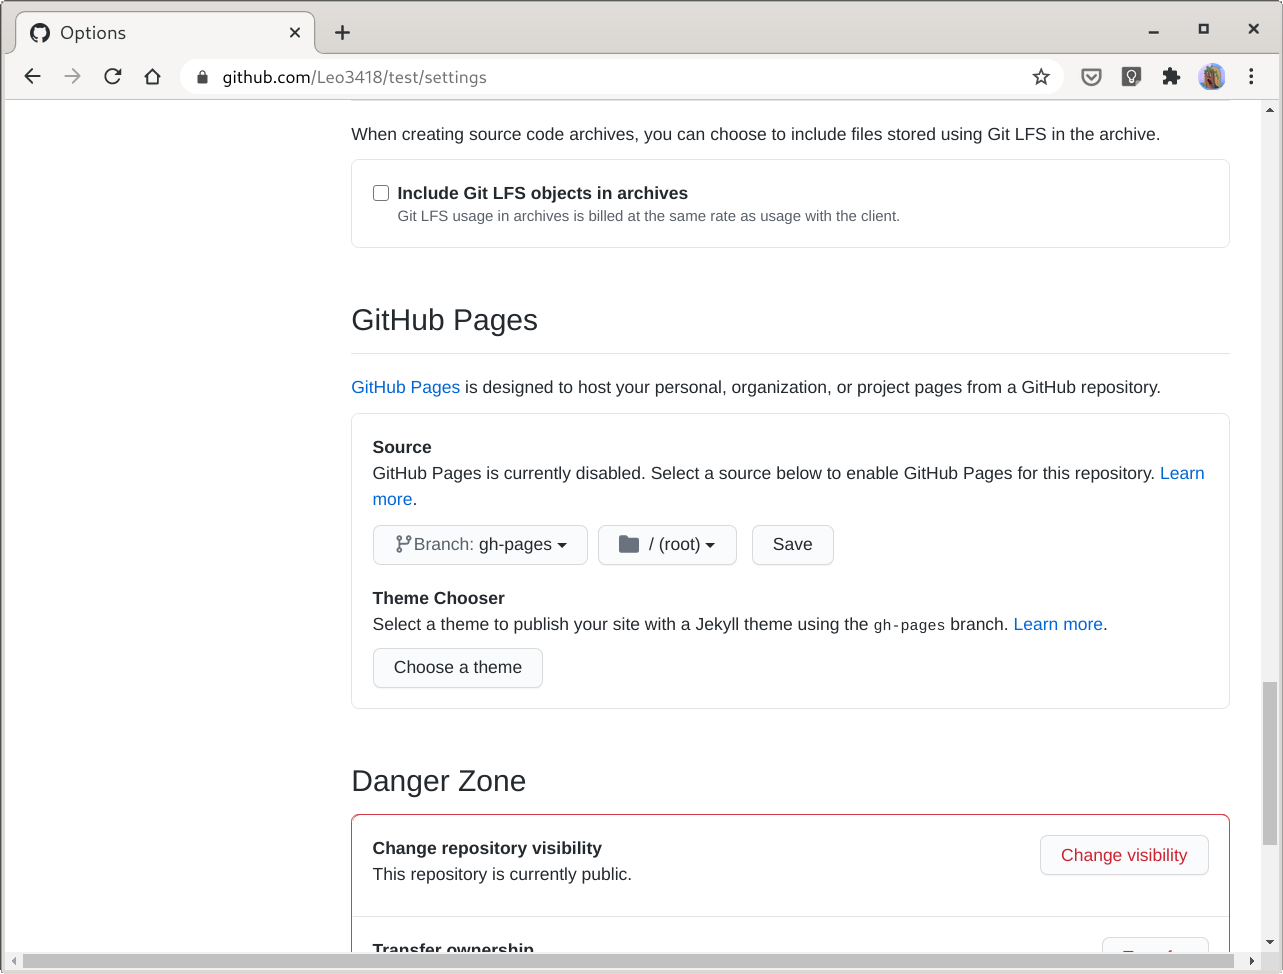 Options
github.com/Leo3418/test/settings
When creating source code archives, you can choose to include files stored using Git LFS in the archive.
Include Git LFS objects in archives
Git LFS usage in archives is billed at the same rate as usage with the client.
GitHub Pages
GitHub Pages is designed to host your personal, organization, or project pages from a GitHub repository.
Source
GitHub Pages is currently disabled. Select a source below to enable GitHub Pages for this repository. Learn
more.
Branch: gh-pages / (root) Save
Theme Chooser
Select a theme to publish your site with a Jekyll theme using the gh-pages branch. Learn more.
Choose a theme
Danger Zone
Change repository visibility
Change visibility
This repository is currently public.
Transfer ownership